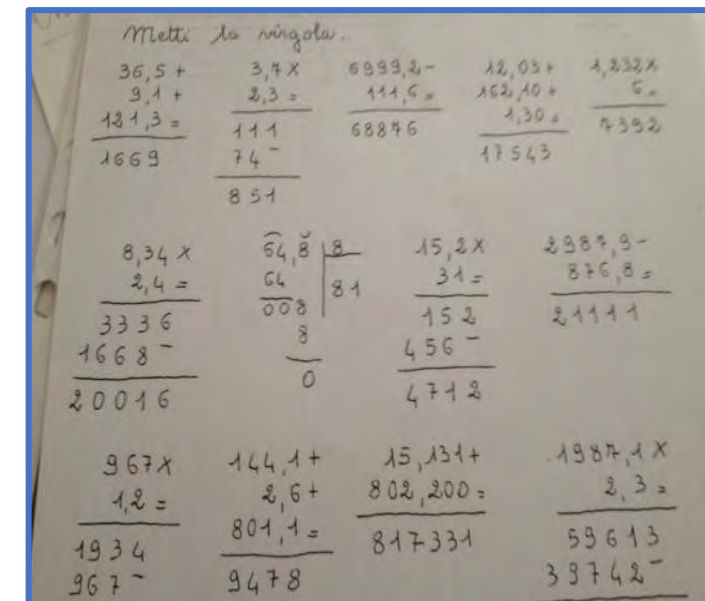 Metti la virgola.
36,5 + 3,7 x 6999,2 - 12,03 + 1,232 x
9,1 + 2,3 = 111,6 = 162,10 + 6 =
121,3 = 111 68876 1,30 = 7392
1669 74 - 17543
851
8,34 x 64,8 8 15,2 x 2987,9 -
2,4 = 64 81 31 = 876,8 =
3336 008 152 21111
1668 - 8 456 -
20016 0 4712
967 x 144,1 + 15,131 + 1987,1 x
1,2 = 2,6 + 802,200 = 2,3 =
1934 801,1 = 817331 59613
967 - 9478 39742 -